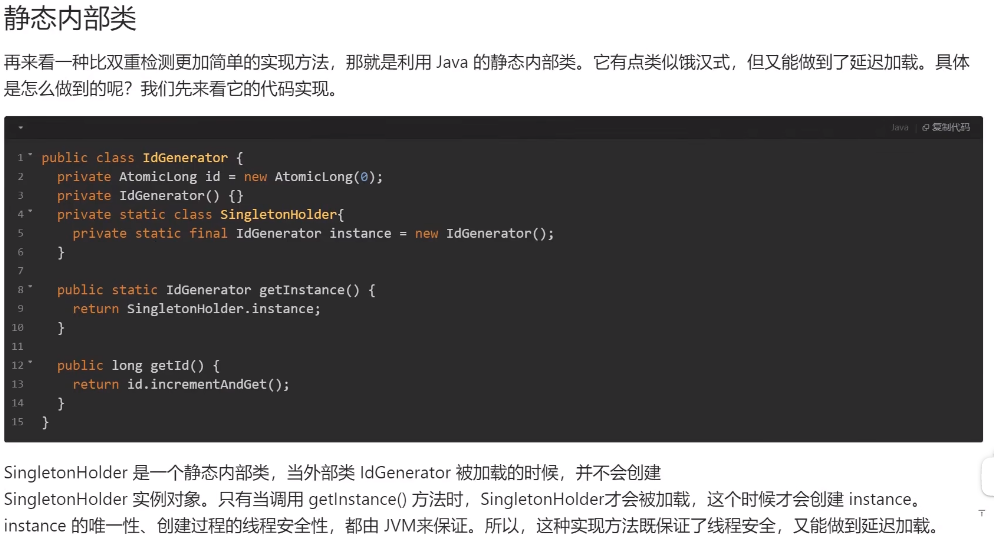 静态内部类
再来看一种比双重检测更加简单的实现方法，那就是利用 Java 的静态内部类。它有点类似饿汉式，但又能做到了延迟加载。具体
是怎么做到的呢？我们先来看它的代码实现。
Java 复制代码
1 public class IdGenerator {
2   private AtomicLong id = new AtomicLong(0);
3   private IdGenerator() {}
4   private static class SingletonHolder{
5     private static final IdGenerator instance = new IdGenerator();
6   }
7
8   public static IdGenerator getInstance() {
9     return SingletonHolder.instance;
10   }
11
12   public long getId() {
13     return id.incrementAndGet();
14   }
15 }
SingletonHolder 是一个静态内部类，当外部类 IdGenerator 被加载的时候，并不会创建
SingletonHolder 实例对象。只有当调用 getInstance() 方法时，SingletonHolder才会被加载，这个时候才会创建 instance。
instance 的唯一性、创建过程的线程安全性，都由 JVM来保证。所以，这种实现方法既保证了线程安全，又能做到延迟加载。